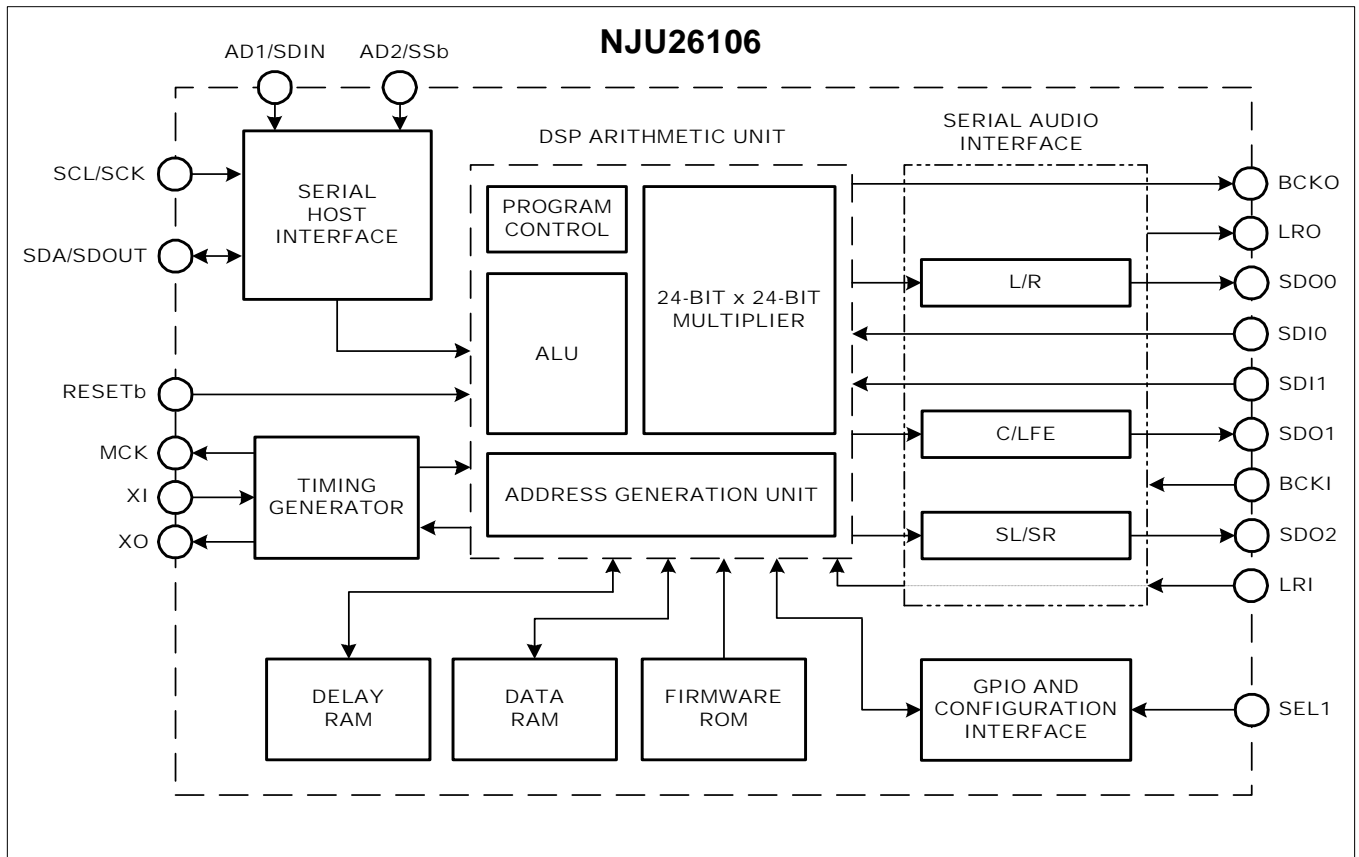 NJU26106
AD1/SDIN
AD2/SSb
SCL/SCK
SDA/SDOUT
RESETb
MCK
XI
XO
SERIAL
HOST
INTERFACE
TIMING
GENERATOR
DSP ARITHMETIC UNIT
PROGRAM
CONTROL
ALU
24-BIT x 24-BIT
MULTIPLIER
ADDRESS GENERATION UNIT
SERIAL AUDIO
INTERFACE
L/R
C/LFE
SL/SR
BCKO
LRO
SDO0
SDI0
SDI1
SDO1
BCKI
SDO2
LRI
SEL1
DELAY
RAM
DATA
RAM
FIRMWARE
ROM
GPIO AND
CONFIGURATION
INTERFACE